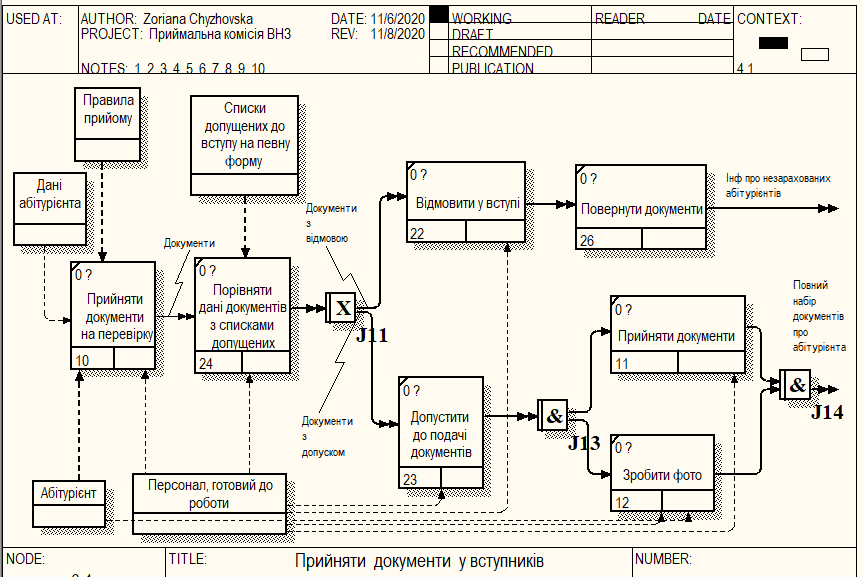 USED AT:
AUTHOR: Zoriana Chyzhovska
DATE: 11/6/2020
PROJECT: Приймальна комісія ВНЗ
REV: 11/8/2020
NOTES: 1 2 3 4 5 6 7 8 9 10
WORKING
DRAFT
RECOMMENDED
PUBLICATION
READER
DATE
CONTEXT:
4.1
Правила
прийому
Списки
допущених до
вступу на певну
форму
Дані
абітурієнта
Документи
Документи
з
відмовою
0 ?
Прийняти
документи
на перевірку
10
0 ?
Порівняти
дані документів
з списками
допущених
24
X
J11
0 ?
Відмовити у вступі
22
0 ?
Повернути документи
26
Інф про незарахованих
абітурієнтів
Документи
з
допуском
0 ?
Допустити
до подачі
документів
23
&
J13
0 ?
Прийняти документи
11
0 ?
Зробити фото
12
Повний
набір
документів
про
абітурієнта
&
J14
Абітурієнт
Персонал, готовий до
роботи
NODE:
TITLE:
Прийняти документи у вступників
NUMBER: